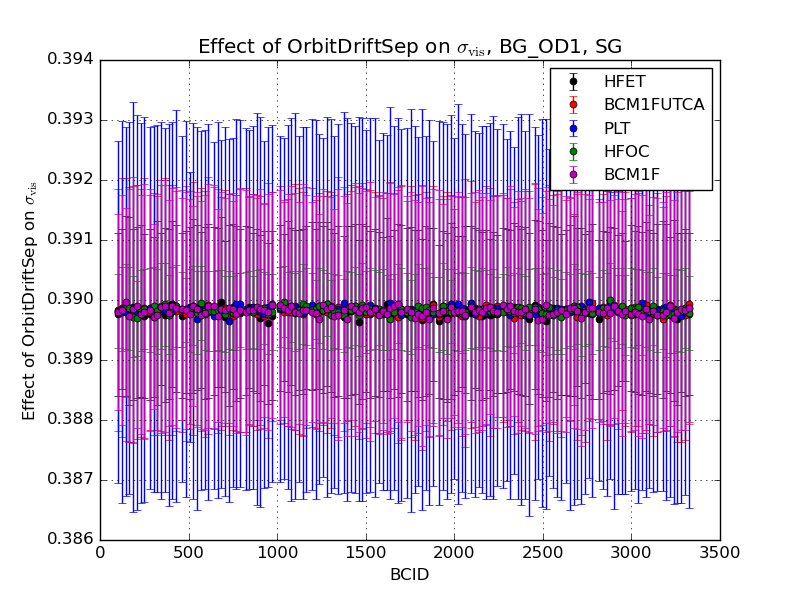 Effect of OrbitDriftSep on σvis, BG_OD1, SG
0.394
0.393
0.392
0.391
0.390
0.389
0.388
0.387
0.386
Effect of OrbitDriftSep on σvis
HFET
BCM1FUTCA
PLT
HFOC
BCM1F
0 500 1000 1500 2000 2500 3000 3500
BCID